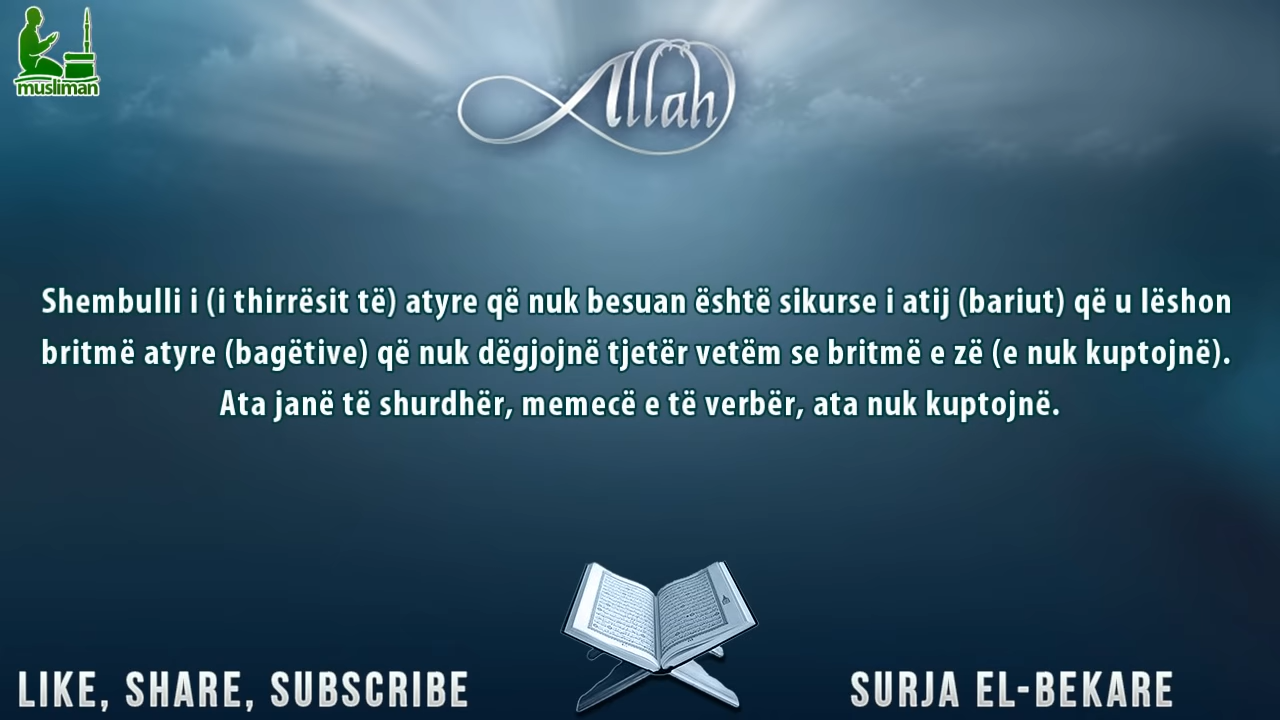 musliman
Allah
Shembulli i (i thirrësit të) atyre që nuk besuan është sikurse i atij (bariut) që u lëshon
britmë atyre (bagëtive) që nuk dëgjojnë tjetër vetëm se britmë e zë (e nuk kuptojnë).
Ata janë të shurdhër, memecë e të verbër, ata nuk kuptojnë.
LIKE, SHARE, SUBSCRIBE
SURJA EL-BEKARE